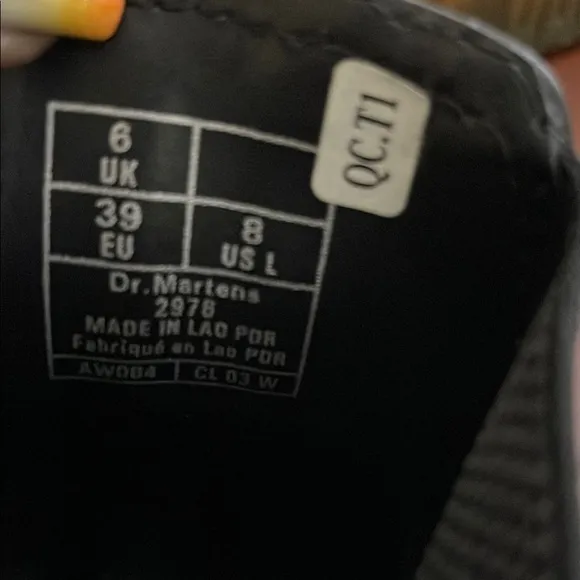 6
UK
39
EU
8
US L
Dr.Martens
2976
MADE IN LAO PDR
Fabriqué en Lao PDR
AW004
CL 03 W
QC.T1